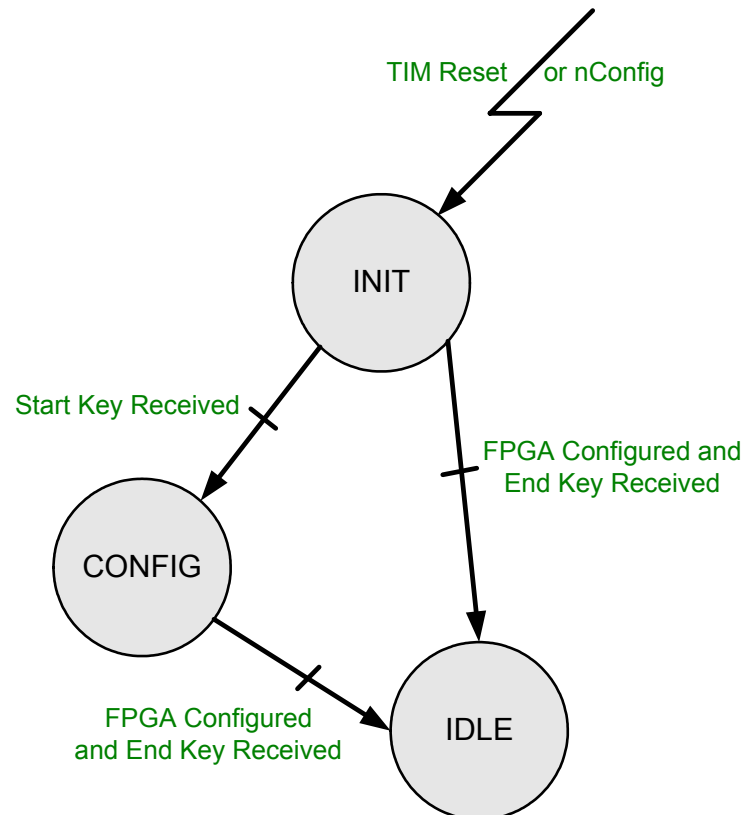 TIM Reset or nConfig
INIT
Start Key Received
FPGA Configured and
End Key Received
CONFIG
FPGA Configured
and End Key Received
IDLE